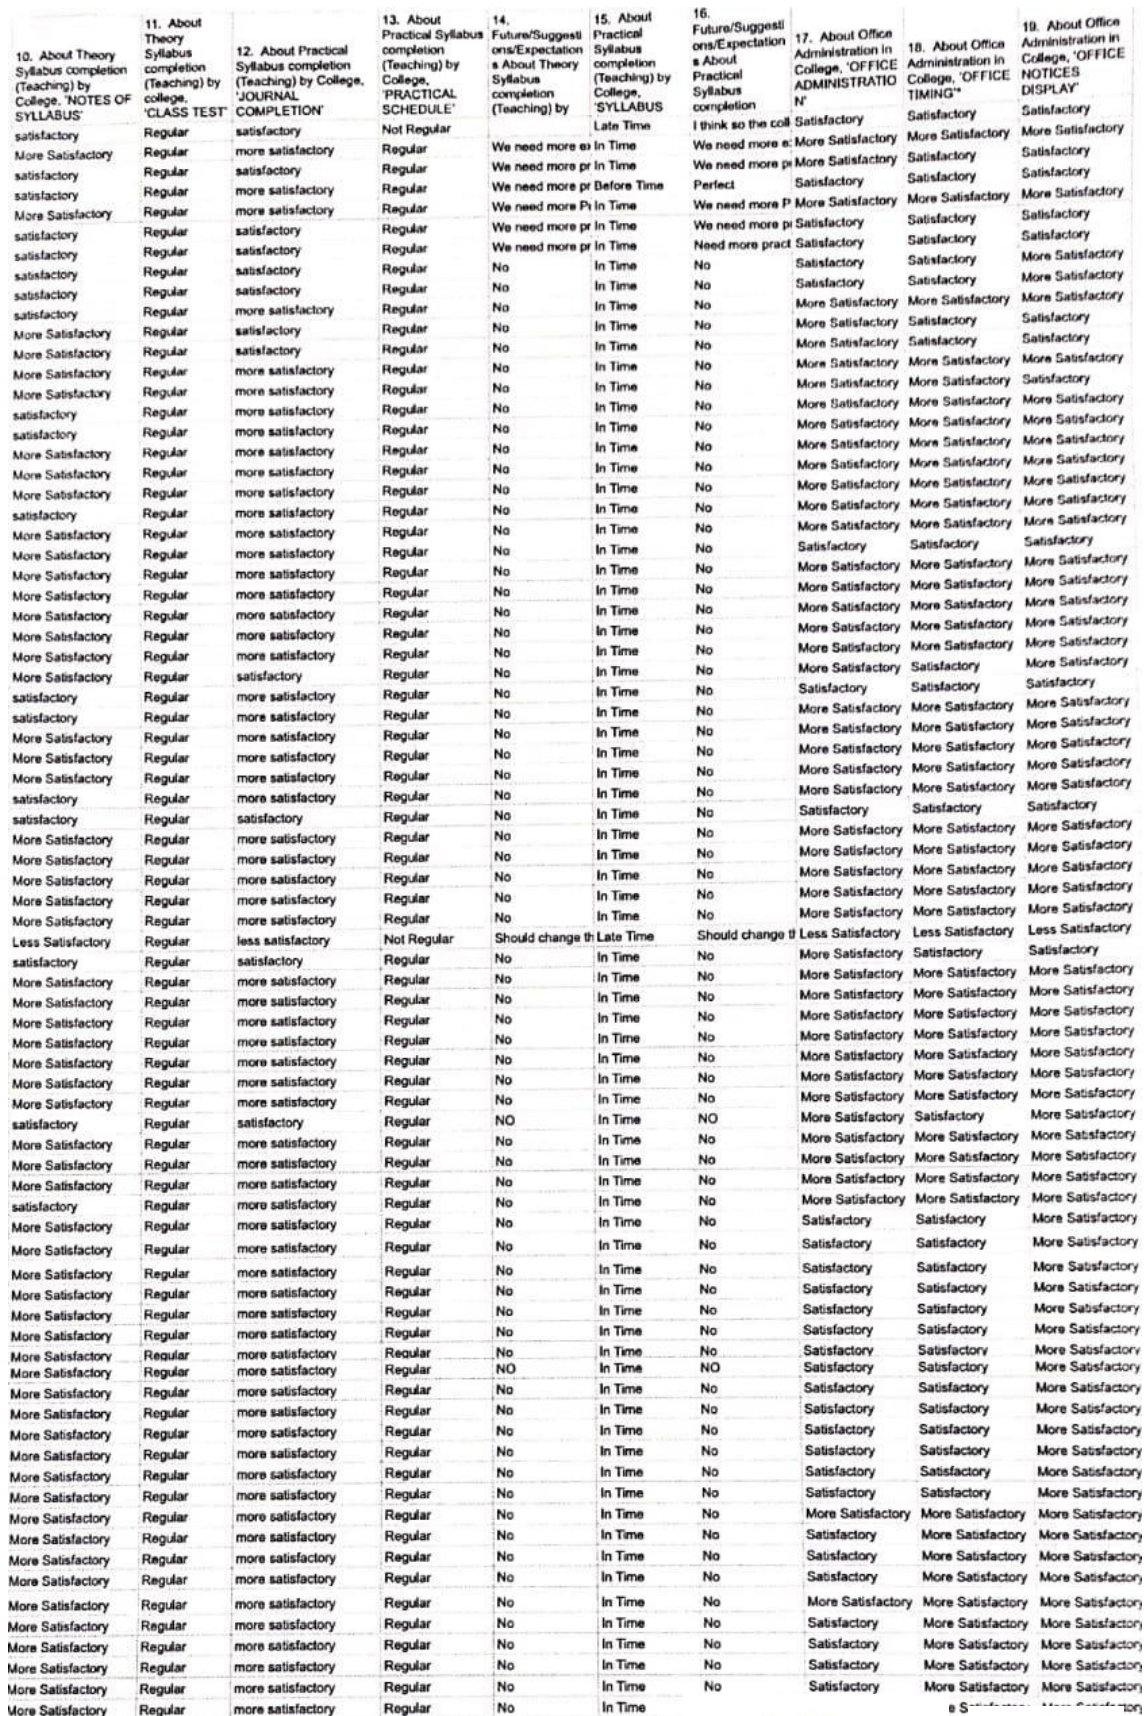 10. About Theory Syllabus completion (Teaching) by College, 'NOTES OF SYLLABUS' 11. About Theory Syllabus completion (Teaching) by college, 'CLASS TEST' 12. About Practical Syllabus completion (Teaching) by College, 'JOURNAL COMPLETION' 13. About Practical Syllabus completion (Teaching) by College, 'PRACTICAL SCHEDULE' 14. Future/Suggestions/Expectations About Theory Syllabus completion (Teaching) by 15. About Practical Syllabus completion (Teaching) by College, 'SYLLABUS 16. Future/Suggestions/Expectations About Practical Syllabus completion 17. About Office Administration in College, 'OFFICE ADMINISTRATION' 18. About Office Administration in College, 'OFFICE TIMING'" 19. About Office Administration in College, 'OFFICE NOTICES DISPLAY'
satisfactory Regular satisfactory Not Regular Late Time I think so the coll Satisfactory Satisfactory Satisfactory
More Satisfactory Regular more satisfactory Regular We need more ex In Time We need more e: More Satisfactory More Satisfactory More Satisfactory
satisfactory Regular satisfactory Regular We need more pr In Time We need more pr More Satisfactory Satisfactory Satisfactory
satisfactory Regular more satisfactory Regular We need more pr Before Time Perfect Satisfactory Satisfactory Satisfactory
More Satisfactory Regular more satisfactory Regular We need more Pr In Time We need more P More Satisfactory More Satisfactory More Satisfactory
satisfactory Regular satisfactory Regular We need more pr In Time We need more pr Satisfactory Satisfactory Satisfactory
satisfactory Regular satisfactory Regular We need more pr In Time Need more pract Satisfactory Satisfactory Satisfactory
satisfactory Regular satisfactory Regular No In Time No Satisfactory Satisfactory More Satisfactory
satisfactory Regular satisfactory Regular No In Time No Satisfactory Satisfactory More Satisfactory
satisfactory Regular more satisfactory Regular No In Time No More Satisfactory More Satisfactory More Satisfactory
More Satisfactory Regular satisfactory Regular No In Time No More Satisfactory Satisfactory Satisfactory
More Satisfactory Regular satisfactory Regular No In Time No More Satisfactory Satisfactory Satisfactory
More Satisfactory Regular more satisfactory Regular No In Time No More Satisfactory More Satisfactory More Satisfactory
More Satisfactory Regular more satisfactory Regular No In Time No More Satisfactory More Satisfactory Satisfactory
satisfactory Regular more satisfactory Regular No In Time No More Satisfactory More Satisfactory More Satisfactory
satisfactory Regular more satisfactory Regular No In Time No More Satisfactory More Satisfactory More Satisfactory
More Satisfactory Regular more satisfactory Regular No In Time No More Satisfactory More Satisfactory More Satisfactory
More Satisfactory Regular more satisfactory Regular No In Time No More Satisfactory More Satisfactory More Satisfactory
More Satisfactory Regular more satisfactory Regular No In Time No More Satisfactory More Satisfactory More Satisfactory
satisfactory Regular more satisfactory Regular No In Time No More Satisfactory More Satisfactory More Satisfactory
More Satisfactory Regular more satisfactory Regular No In Time No More Satisfactory More Satisfactory More Satisfactory
More Satisfactory Regular more satisfactory Regular No In Time No Satisfactory Satisfactory Satisfactory
More Satisfactory Regular more satisfactory Regular No In Time No More Satisfactory More Satisfactory More Satisfactory
More Satisfactory Regular more satisfactory Regular No In Time No More Satisfactory More Satisfactory More Satisfactory
More Satisfactory Regular more satisfactory Regular No In Time No More Satisfactory More Satisfactory More Satisfactory
More Satisfactory Regular more satisfactory Regular No In Time No More Satisfactory More Satisfactory More Satisfactory
More Satisfactory Regular more satisfactory Regular No In Time No More Satisfactory More Satisfactory More Satisfactory
More Satisfactory Regular satisfactory Regular No In Time No More Satisfactory Satisfactory More Satisfactory
satisfactory Regular more satisfactory Regular No In Time No Satisfactory Satisfactory Satisfactory
satisfactory Regular more satisfactory Regular No In Time No More Satisfactory More Satisfactory More Satisfactory
More Satisfactory Regular more satisfactory Regular No In Time No More Satisfactory More Satisfactory More Satisfactory
More Satisfactory Regular more satisfactory Regular No In Time No More Satisfactory More Satisfactory More Satisfactory
More Satisfactory Regular more satisfactory Regular No In Time No More Satisfactory More Satisfactory More Satisfactory
satisfactory Regular more satisfactory Regular No In Time No More Satisfactory More Satisfactory More Satisfactory
satisfactory Regular satisfactory Regular No In Time No Satisfactory Satisfactory Satisfactory
More Satisfactory Regular more satisfactory Regular No In Time No More Satisfactory More Satisfactory More Satisfactory
More Satisfactory Regular more satisfactory Regular No In Time No More Satisfactory More Satisfactory More Satisfactory
More Satisfactory Regular more satisfactory Regular No In Time No More Satisfactory More Satisfactory More Satisfactory
More Satisfactory Regular more satisfactory Regular No In Time No More Satisfactory More Satisfactory More Satisfactory
More Satisfactory Regular more satisfactory Regular No In Time No More Satisfactory More Satisfactory More Satisfactory
Less Satisfactory Regular less satisfactory Not Regular Should change th Late Time Should change tl Less Satisfactory Less Satisfactory Less Satisfactory
satisfactory Regular satisfactory Regular No In Time No More Satisfactory Satisfactory Satisfactory
More Satisfactory Regular more satisfactory Regular No In Time No More Satisfactory More Satisfactory More Satisfactory
More Satisfactory Regular more satisfactory Regular No In Time No More Satisfactory More Satisfactory More Satisfactory
More Satisfactory Regular more satisfactory Regular No In Time No More Satisfactory More Satisfactory More Satisfactory
More Satisfactory Regular more satisfactory Regular No In Time No More Satisfactory More Satisfactory More Satisfactory
More Satisfactory Regular more satisfactory Regular No In Time No More Satisfactory More Satisfactory More Satisfactory
More Satisfactory Regular more satisfactory Regular No In Time No More Satisfactory More Satisfactory More Satisfactory
More Satisfactory Regular more satisfactory Regular No In Time No More Satisfactory More Satisfactory More Satisfactory
satisfactory Regular satisfactory Regular NO In Time NO More Satisfactory Satisfactory More Satisfactory
More Satisfactory Regular more satisfactory Regular No In Time No More Satisfactory More Satisfactory More Satisfactory
More Satisfactory Regular more satisfactory Regular No In Time No More Satisfactory More Satisfactory More Satisfactory
More Satisfactory Regular more satisfactory Regular No In Time No More Satisfactory More Satisfactory More Satisfactory
satisfactory Regular more satisfactory Regular No In Time No More Satisfactory More Satisfactory More Satisfactory
More Satisfactory Regular more satisfactory Regular No In Time No Satisfactory Satisfactory More Satisfactory
More Satisfactory Regular more satisfactory Regular No In Time No Satisfactory Satisfactory More Satisfactory
More Satisfactory Regular more satisfactory Regular No In Time No Satisfactory Satisfactory More Satisfactory
More Satisfactory Regular more satisfactory Regular No In Time No Satisfactory Satisfactory More Satisfactory
More Satisfactory Regular more satisfactory Regular No In Time No Satisfactory Satisfactory More Satisfactory
More Satisfactory Regular more satisfactory Regular No In Time No Satisfactory Satisfactory More Satisfactory
More Satisfactory Regular more satisfactory Regular No In Time No Satisfactory Satisfactory More Satisfactory
More Satisfactory Regular more satisfactory Regular NO In Time NO Satisfactory Satisfactory More Satisfactory
More Satisfactory Regular more satisfactory Regular No In Time No Satisfactory Satisfactory More Satisfactory
More Satisfactory Regular more satisfactory Regular No In Time No Satisfactory Satisfactory More Satisfactory
More Satisfactory Regular more satisfactory Regular No In Time No Satisfactory Satisfactory More Satisfactory
More Satisfactory Regular more satisfactory Regular No In Time No Satisfactory Satisfactory More Satisfactory
More Satisfactory Regular more satisfactory Regular No In Time No Satisfactory Satisfactory More Satisfactory
More Satisfactory Regular more satisfactory Regular No In Time No Satisfactory Satisfactory More Satisfactory
More Satisfactory Regular more satisfactory Regular No In Time No More Satisfactory More Satisfactory More Satisfactory
More Satisfactory Regular more satisfactory Regular No In Time No Satisfactory More Satisfactory More Satisfactory
More Satisfactory Regular more satisfactory Regular No In Time No Satisfactory More Satisfactory More Satisfactory
More Satisfactory Regular more satisfactory Regular No In Time No Satisfactory More Satisfactory More Satisfactory
More Satisfactory Regular more satisfactory Regular No In Time No More Satisfactory More Satisfactory More Satisfactory
More Satisfactory Regular more satisfactory Regular No In Time No Satisfactory More Satisfactory More Satisfactory
More Satisfactory Regular more satisfactory Regular No In Time No Satisfactory More Satisfactory More Satisfactory
More Satisfactory Regular more satisfactory Regular No In Time No Satisfactory More Satisfactory More Satisfactory
More Satisfactory Regular more satisfactory Regular No In Time No Satisfactory More Satisfactory More Satisfactory
More Satisfactory Regular more satisfactory Regular No In Time